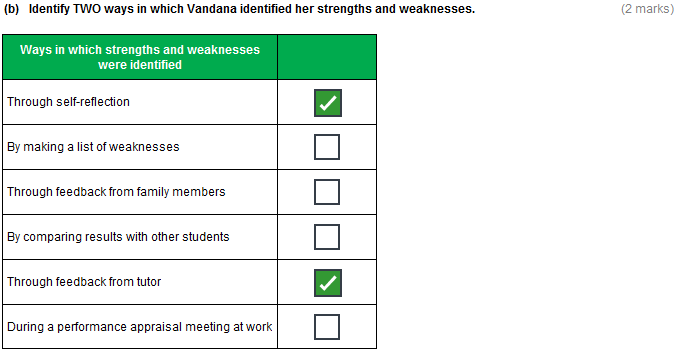 (b) Identify TWO ways in which Vandana identified her strengths and weaknesses. (2 marks)
Ways in which strengths and weaknesses
were identified
Through self-reflection
By making a list of weaknesses
Through feedback from family members
By comparing results with other students
Through feedback from tutor
During a performance appraisal meeting at work